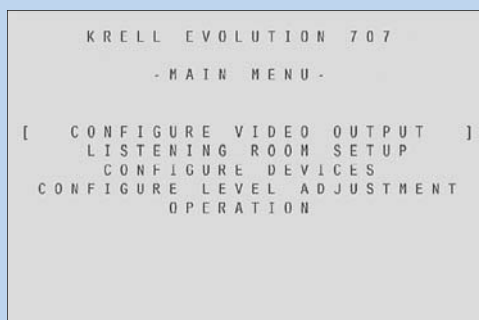 KRELL EVOLUTION 707
-MAIN MENU-
[ CONFIGURE VIDEO OUTPUT ]
LISTENING ROOM SETUP
CONFIGURE DEVICES
CONFIGURE LEVEL ADJUSTMENT
OPERATION